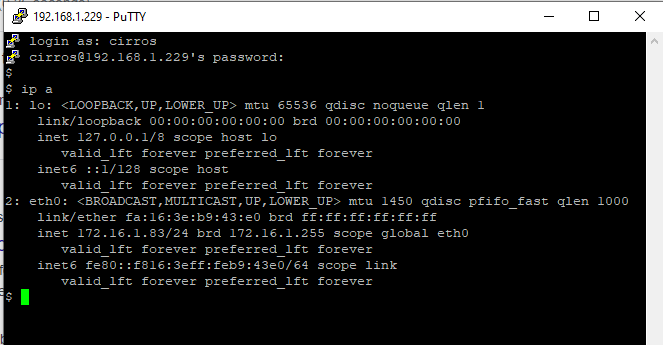 192.168.1.229 - PuTTY
login as: cirros
cirros@192.168.1.229's password:
$
$ ip a
1: lo: <LOOPBACK,UP,LOWER_UP> mtu 65536 qdisc noqueue qlen 1
link/loopback 00:00:00:00:00:00 brd 00:00:00:00:00:00
inet 127.0.0.1/8 scope host lo
valid_lft forever preferred_lft forever
inet6 ::1/128 scope host
valid_lft forever preferred_lft forever
2: eth0: <BROADCAST,MULTICAST,UP,LOWER_UP> mtu 1450 qdisc pfifo_fast qlen 1000
link/ether fa:16:3e:b9:43:e0 brd ff:ff:ff:ff:ff:ff
inet 172.16.1.83/24 brd 172.16.1.255 scope global eth0
valid_lft forever preferred_lft forever
inet6 fe80::f816:3eff:feb9:43e0/64 scope link
valid_lft forever preferred_lft forever
$